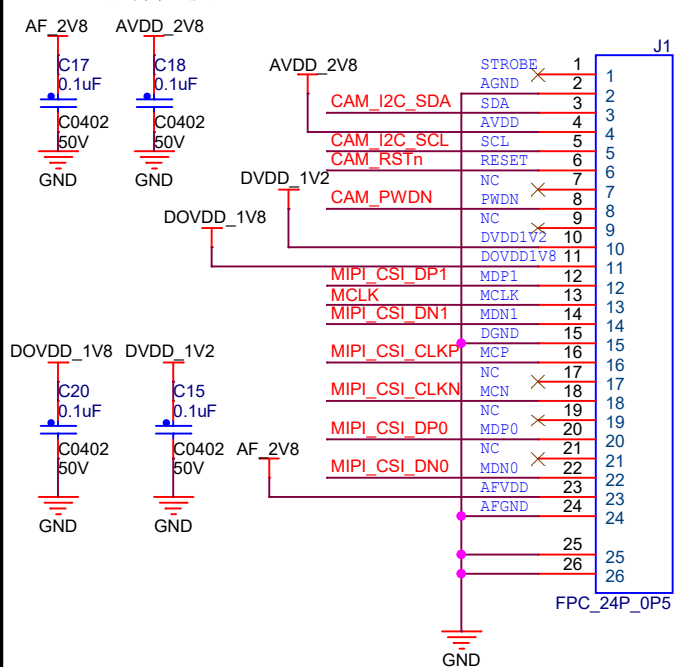 AF_2V8 AVDD_2V8
C17
0.1uF
C0402
50V
GND
C18
0.1uF
C0402
50V
GND
DOVDD_1V8 DVDD_1V2
C20
0.1uF
C0402
50V
GND
C15
0.1uF
C0402
50V
GND
J1
AVDD_2V8
DVDD_1V2
DOVDD_1V8
AF_2V8
STROBE 1 1
AGND 2 2
CAM_I2C_SDA SDA 3 3
AVDD 4 4
CAM_I2C_SCL SCL 5 5
CAM_RSTn RESET 6 6
NC 7 7
CAM_PWDN PWDN 8 8
NC 9 9
DVDD1V2 10 10
DOVDD1V8 11 11
MIPI_CSI_DP1 MDP1 12 12
MCLK MCLK 13 13
MIPI_CSI_DN1 MDN1 14 14
DGND 15 15
MIPI_CSI_CLKP MCP 16 16
NC 17 17
MIPI_CSI_CLKN MCN 18 18
NC 19 19
MIPI_CSI_DP0 MDP0 20 20
NC 21 21
MIPI_CSI_DN0 MDN0 22 22
AFVDD 23 23
AFGND 24 24
25 25
26 26
FPC_24P_0P5
GND